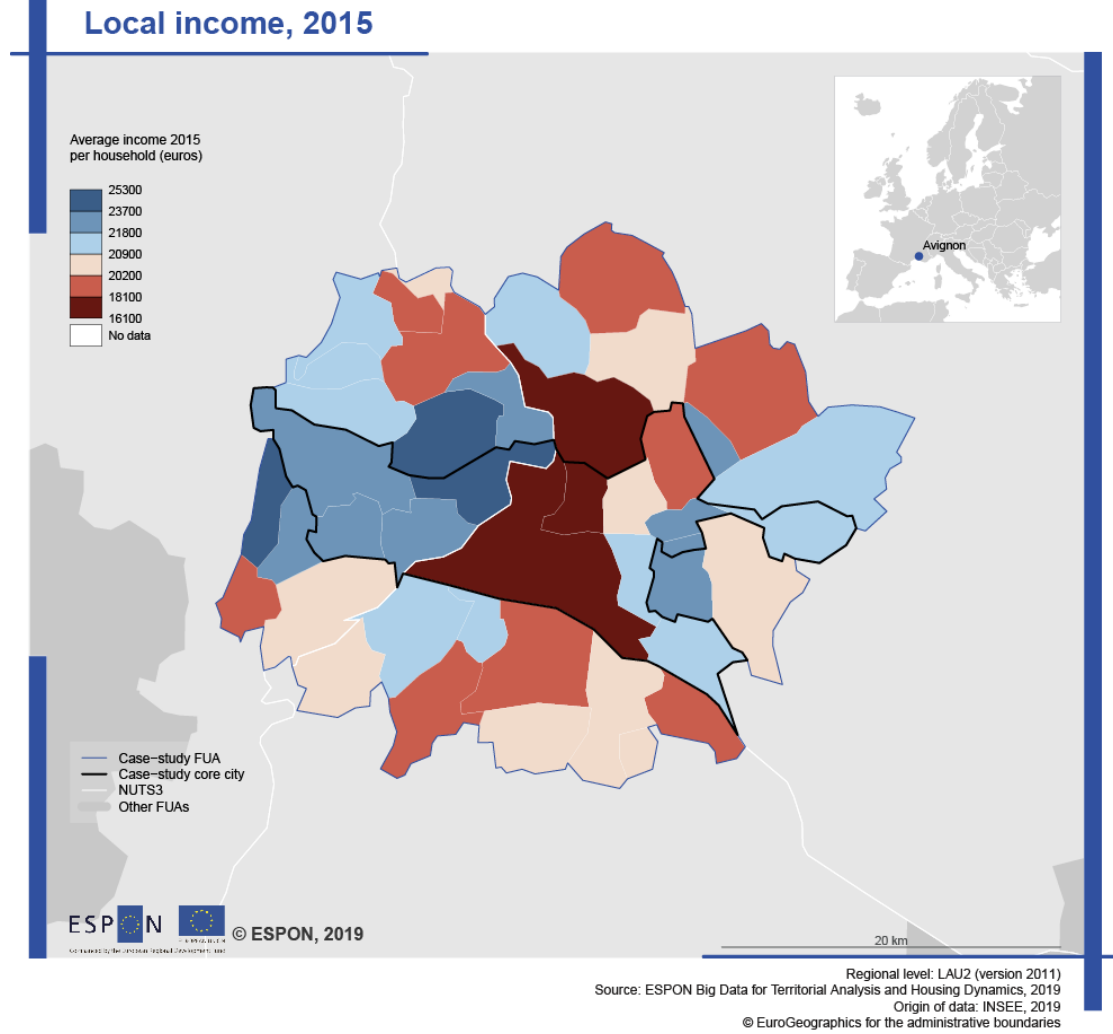 Local income, 2015
Average income 2015
per household (euros)
25300
23700
21800
20900
20200
18100
16100
No data
Avignon
Case−study FUA
Case−study core city
NUTS3
Other FUAs
ESPON
© ESPON, 2019
20 km
Regional level: LAU2 (version 2011)
Source: ESPON Big Data for Territorial Analysis and Housing Dynamics, 2019
Origin of data: INSEE, 2019
© EuroGeographics for the administrative boundaries